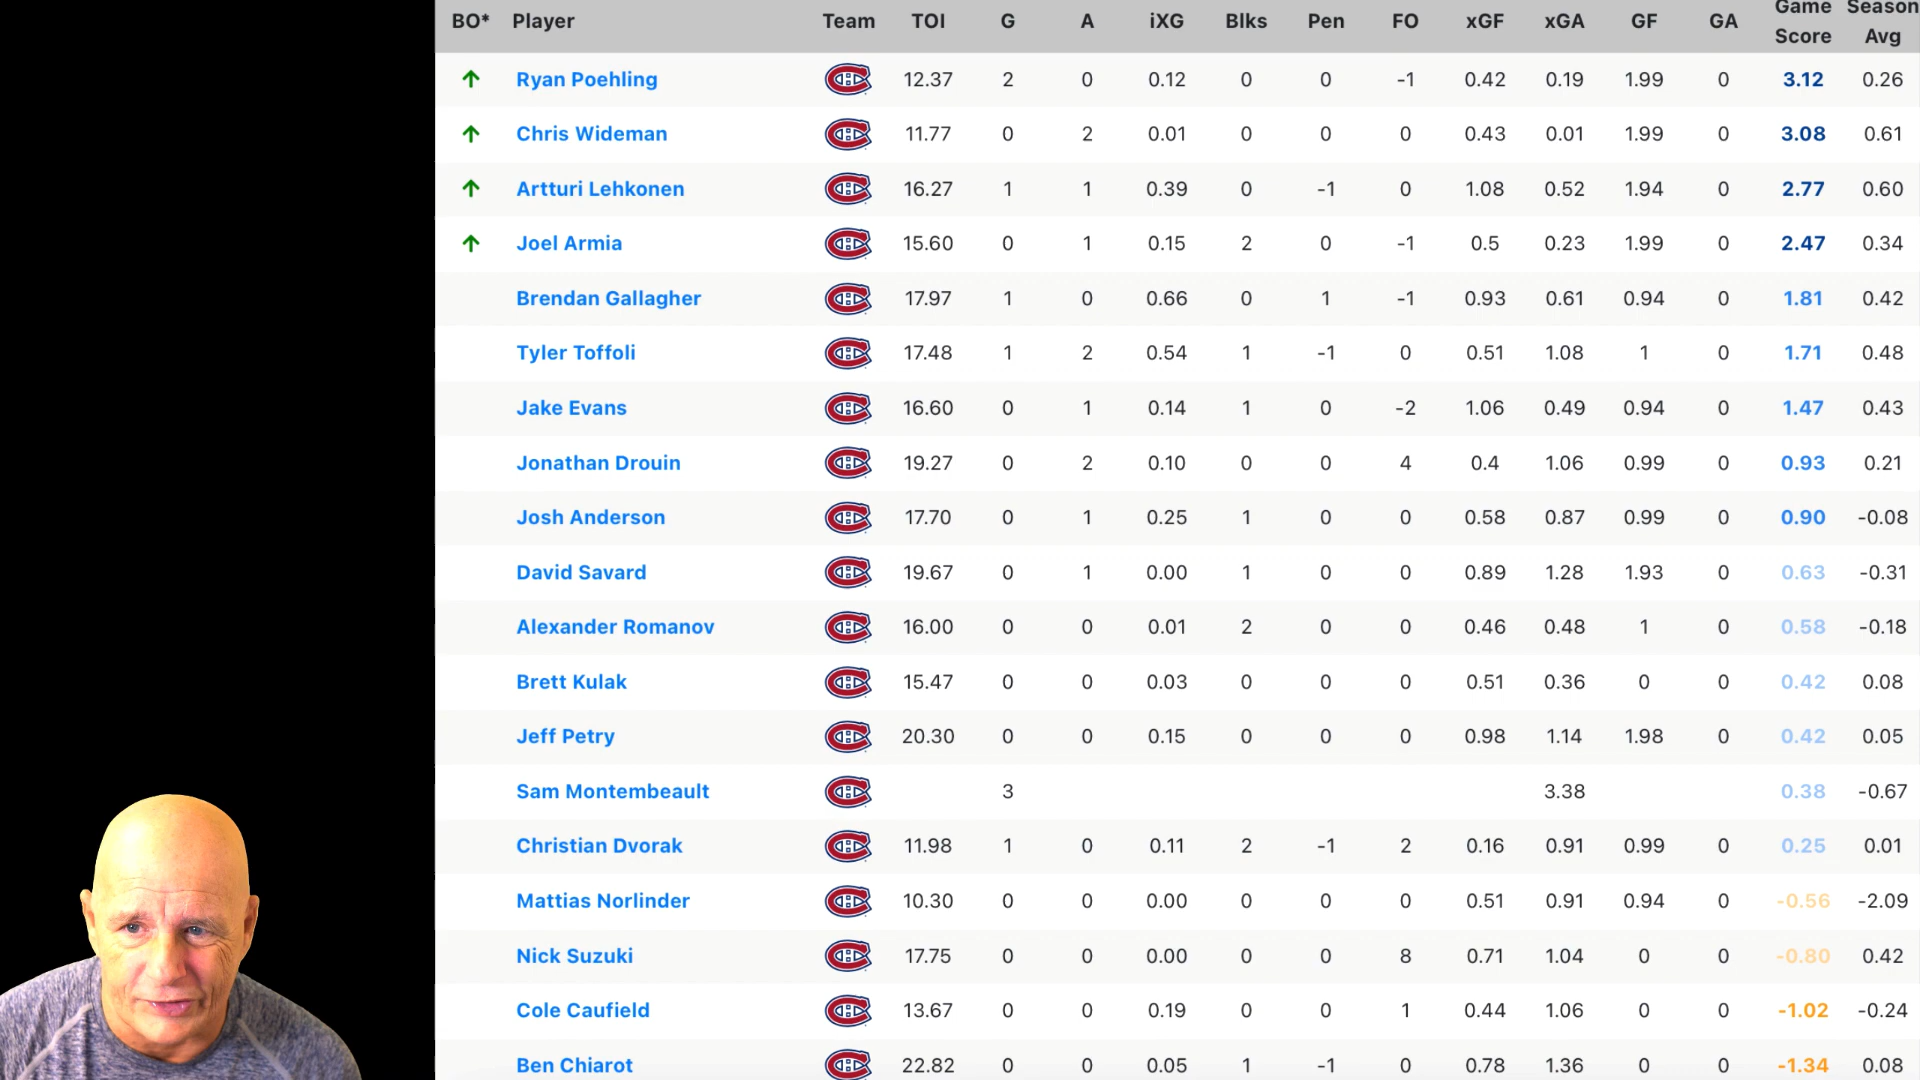 BO* Player Team TOI G A iXG Blks Pen FO xGF xGA GF GA Game Score Season Avg
Ryan Poehling 12.37 2 0 0.12 0 0 -1 0.42 0.19 1.99 0 3.12 0.26
Chris Wideman 11.77 0 2 0.01 0 0 0 0.43 0.01 1.99 0 3.08 0.61
Artturi Lehkonen 16.27 1 1 0.39 0 -1 0 1.08 0.52 1.94 0 2.77 0.60
Joel Armia 15.60 0 1 0.15 2 0 -1 0.5 0.23 1.99 0 2.47 0.34
Brendan Gallagher 17.97 1 0 0.66 0 1 -1 0.93 0.61 0.94 0 1.81 0.42
Tyler Toffoli 17.48 1 2 0.54 1 -1 0 0.51 1.08 1 0 1.71 0.48
Jake Evans 16.60 0 1 0.14 1 0 -2 1.06 0.49 0.94 0 1.47 0.43
Jonathan Drouin 19.27 0 2 0.10 0 0 4 0.4 1.06 0.99 0 0.93 0.21
Josh Anderson 17.70 0 1 0.25 1 0 0 0.58 0.87 0.99 0 0.90 -0.08
David Savard 19.67 0 1 0.00 1 0 0 0.89 1.28 1.93 0 0.63 -0.31
Alexander Romanov 16.00 0 0 0.01 2 0 0 0.46 0.48 1 0 0.58 -0.18
Brett Kulak 15.47 0 0 0.03 0 0 0 0.51 0.36 0 0 0.42 0.08
Jeff Petry 20.30 0 0 0.15 0 0 0 0.98 1.14 1.98 0 0.42 0.05
Sam Montembeault 3 3.38 0.38 -0.67
Christian Dvorak 11.98 1 0 0.11 2 -1 2 0.16 0.91 0.99 0 0.25 0.01
Mattias Norlinder 10.30 0 0 0.00 0 0 0 0.51 0.91 0.94 0 -0.56 -2.09
Nick Suzuki 17.75 0 0 0.00 0 0 8 0.71 1.04 0 0 -0.80 0.42
Cole Caufield 13.67 0 0 0.19 0 0 1 0.44 1.06 0 0 -1.02 -0.24
Ben Chiarot 22.82 0 0 0.05 1 -1 0 0.78 1.36 0 0 -1.34 0.08